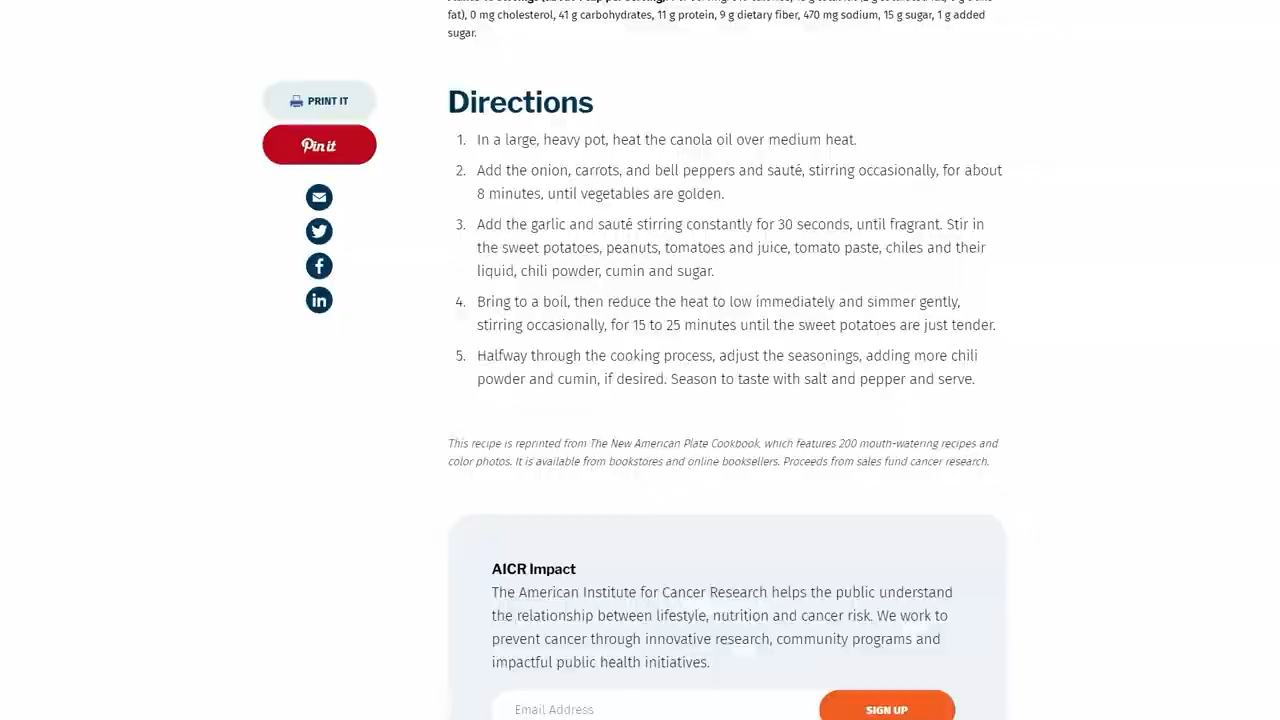 fat), 0 mg cholesterol, 41 g carbohydrates, 11 g protein, 9 g dietary fiber, 470 mg sodium, 15 g sugar, 1 g added
sugar.
PRINT IT
Pin it
Directions
1. In a large, heavy pot, heat the canola oil over medium heat.
2. Add the onion, carrots, and bell peppers and sauté, stirring occasionally, for about
8 minutes, until vegetables are golden.
3. Add the garlic and sauté stirring constantly for 30 seconds, until fragrant. Stir in
the sweet potatoes, peanuts, tomatoes and juice, tomato paste, chiles and their
liquid, chili powder, cumin and sugar.
4. Bring to a boil, then reduce the heat to low immediately and simmer gently,
stirring occasionally, for 15 to 25 minutes until the sweet potatoes are just tender.
5. Halfway through the cooking process, adjust the seasonings, adding more chili
powder and cumin, if desired. Season to taste with salt and pepper and serve.
This recipe is reprinted from The New American Plate Cookbook, which features 200 mouth-watering recipes and
color photos. It is available from bookstores and online booksellers. Proceeds from sales fund cancer research.
AICR Impact
The American Institute for Cancer Research helps the public understand
the relationship between lifestyle, nutrition and cancer risk. We work to
prevent cancer through innovative research, community programs and
impactful public health initiatives.
Email Address
SIGN UP